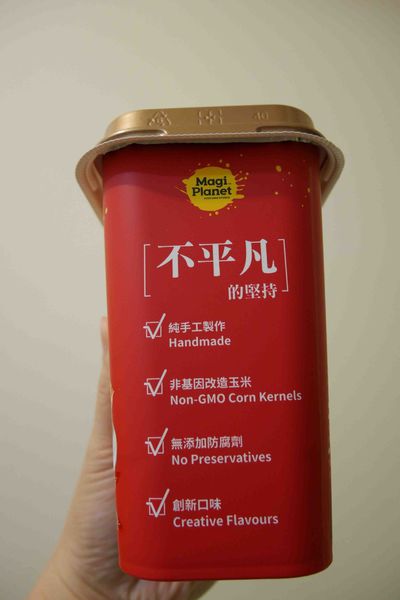 Magi
Planet
不平凡
的堅持
純手工製作
Handmade
非基因改造玉米
Non-GMO Corn Kernels
無添加防腐劑
No Preservatives
創新口味
Creative Flavours